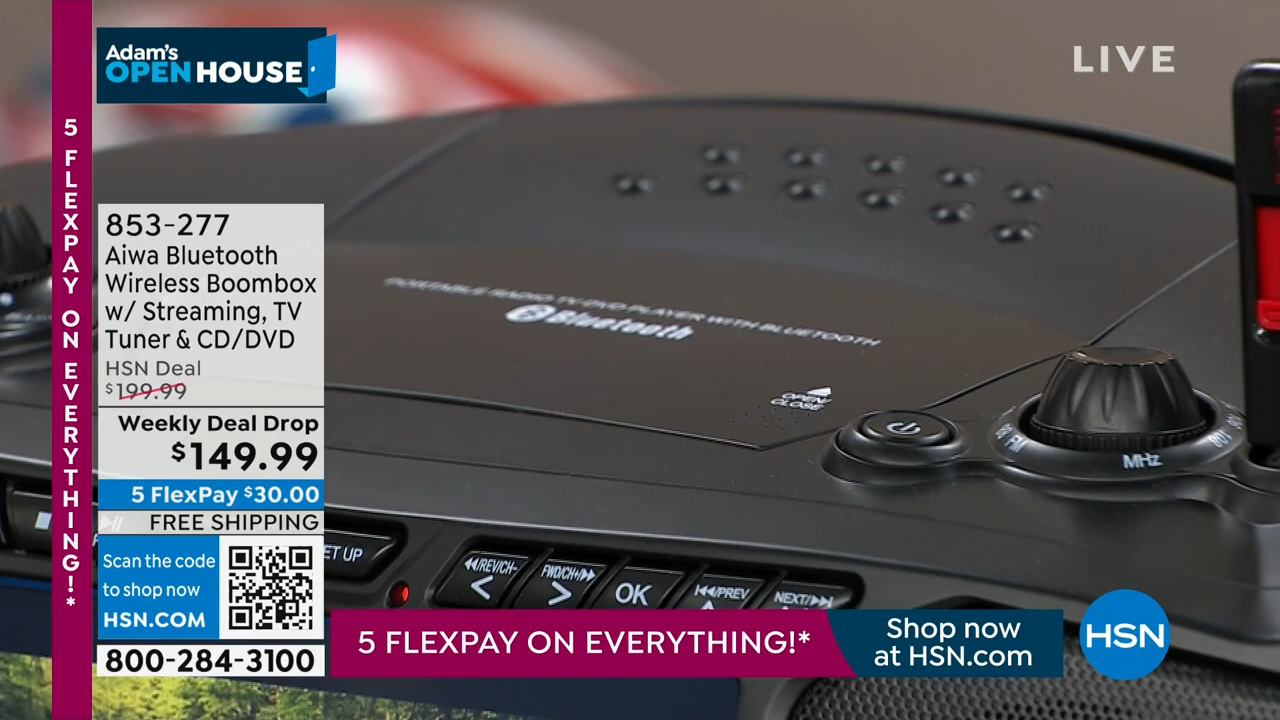 Adam's
OPEN HOUSE
LIVE
5 FLEXPAY ON EVERYTHING!*
853-277
Aiwa Bluetooth
Wireless Boombox
w/ Streaming, TV
Tuner & CD/DVD
HSN Deal
$199.99
Weekly Deal Drop
$149.99
5 FlexPay $30.00
FREE SHIPPING
Scan the code
to shop now
HSN.COM
800-284-3100
PORTABLE RADIO TV DVD PLAYER WITH BLUETOOTH
Bluetooth
OPEN
CLOSE
FM
MHz
ET UP
REV/CH-
<
FWD/CH+
>
OK
PREV
NEXT/
5 FLEXPAY ON EVERYTHING!*
Shop now
at HSN.com
HSN